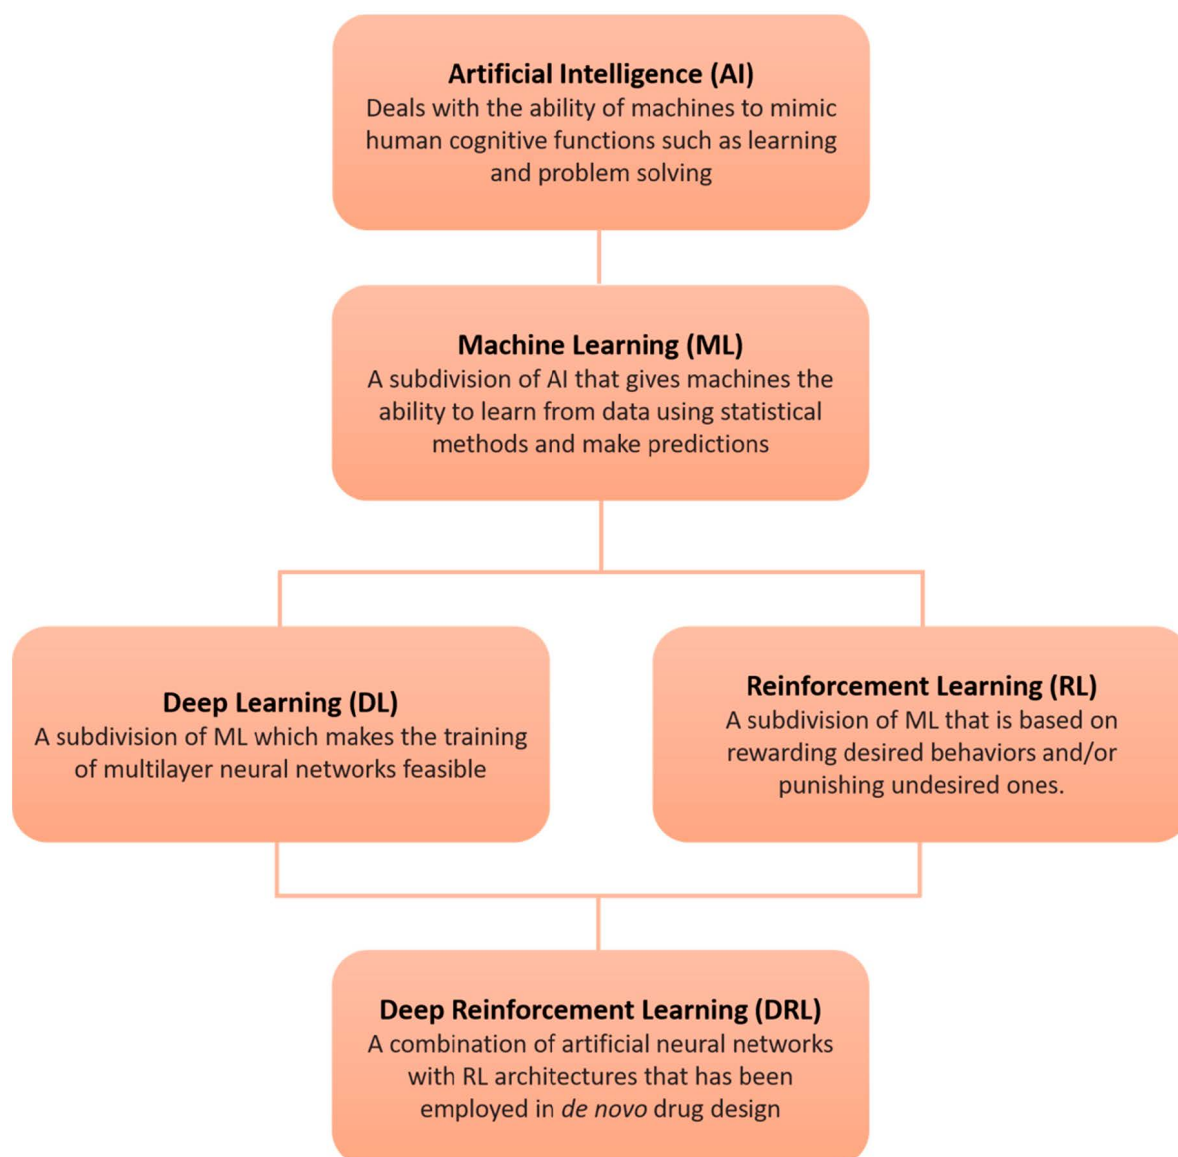 Artificial Intelligence (AI)
Deals with the ability of machines to mimic
human cognitive functions such as learning
and problem solving
Machine Learning (ML)
A subdivision of AI that gives machines the
ability to learn from data using statistical
methods and make predictions
Deep Learning (DL)
A subdivision of ML which makes the training
of multilayer neural networks feasible
Reinforcement Learning (RL)
A subdivision of ML that is based on
rewarding desired behaviors and/or
punishing undesired ones.
Deep Reinforcement Learning (DRL)
A combination of artificial neural networks
with RL architectures that has been
employed in de novo drug design